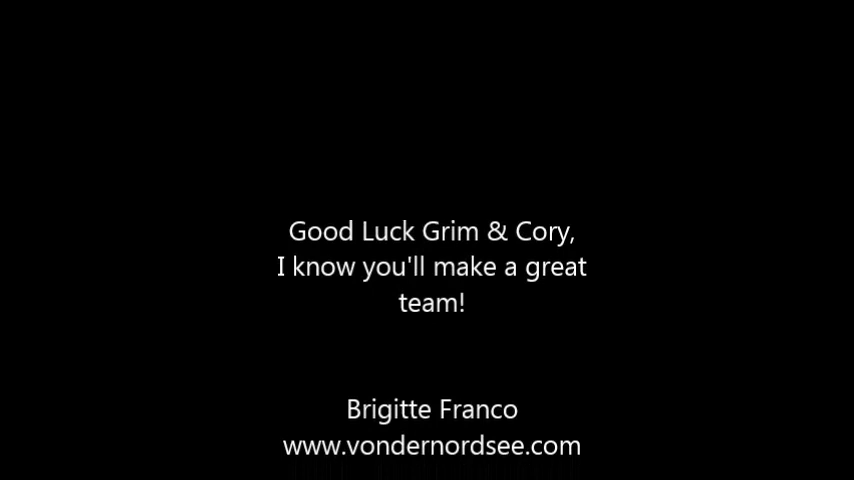 Good Luck Grim & Cory,
I know you'll make a great
team!
Brigitte Franco
www.vondernordsee.com